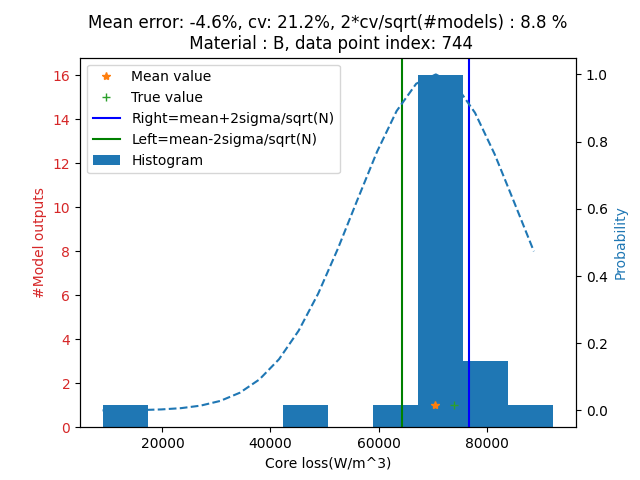 Mean error: -4.6%, cv: 21.2%, 2*cv/sqrt(#models) : 8.8 %
Material : B, data point index: 744
Mean value
True value
Right=mean+2sigma/sqrt(N)
Left=mean-2sigma/sqrt(N)
Histogram
#Model outputs
16
14
12
10
8
6
4
2
0
1.0
0.8
0.6
0.4
0.2
0.0
Probability
20000 40000 60000 80000
Core loss(W/m^3)